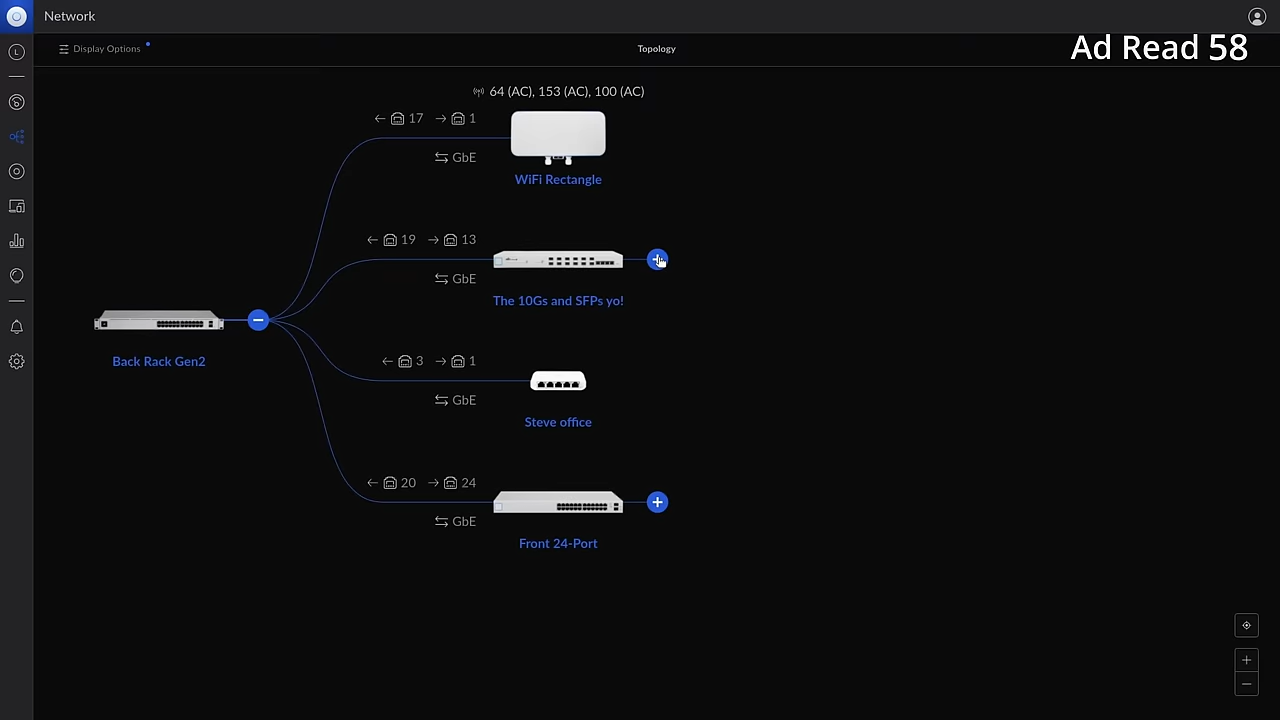 Network
Display Options
Topology
Ad Read 58
64 (AC), 153 (AC), 100 (AC)
← 17 → 1
GbE
WiFi Rectangle
← 19 → 13
GbE
The 10Gs and SFPs yo!
Back Rack Gen2
← 3 → 1
GbE
Steve office
← 20 → 24
GbE
Front 24-Port